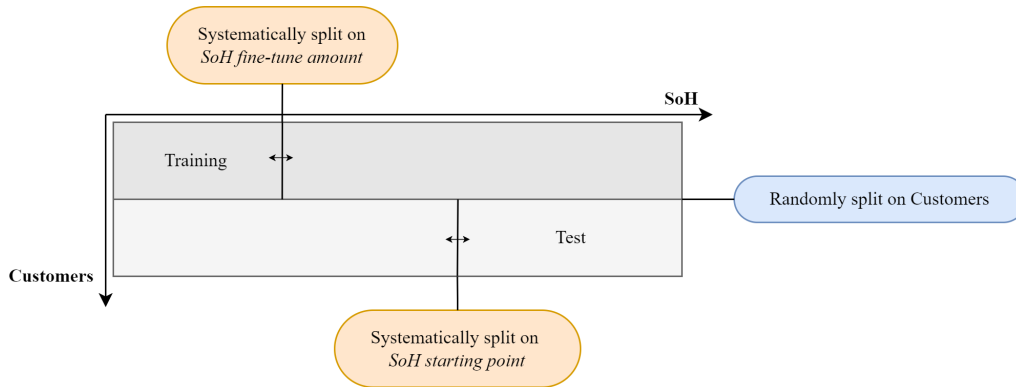 Systematically split on
SoH fine-tune amount
SoH
Training
Randomly split on Customers
Test
Customers
Systematically split on
SoH starting point